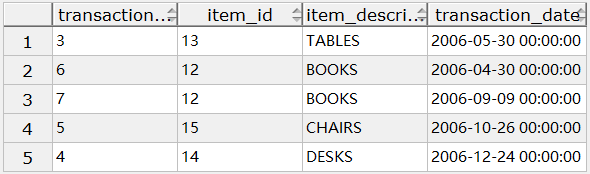 transaction... item_id item_descri... transaction_date
1 3 13 TABLES 2006-05-30 00:00:00
2 6 12 BOOKS 2006-04-30 00:00:00
3 7 12 BOOKS 2006-09-09 00:00:00
4 5 15 CHAIRS 2006-10-26 00:00:00
5 4 14 DESKS 2006-12-24 00:00:00